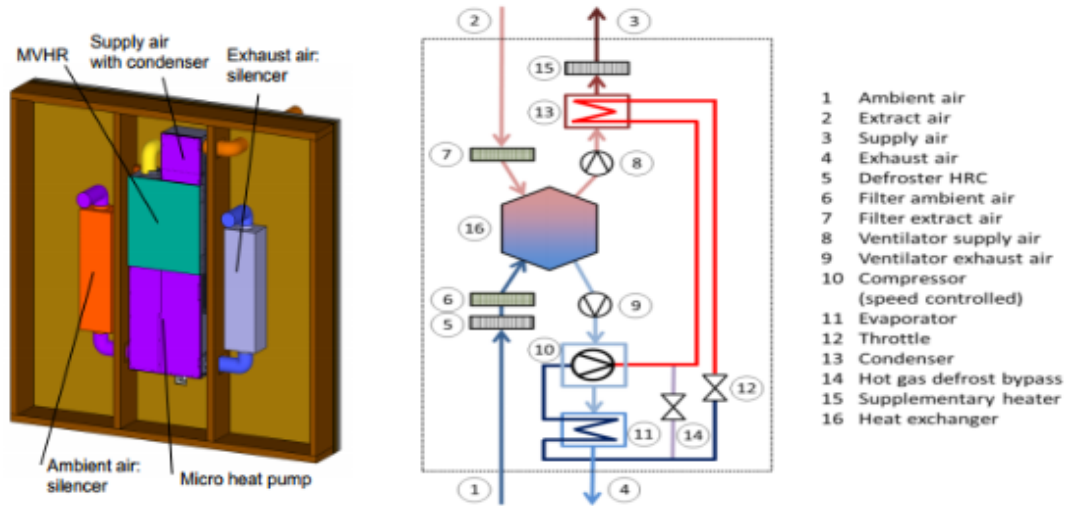 MVHR
Supply air
with condenser
Exhaust air:
silencer
Ambient air:
silencer
Micro heat pump
2
3
15
13
7
8
16
6
9
5
10
12
11
14
1
4
1 Ambient air
2 Extract air
3 Supply air
4 Exhaust air
5 Defroster HRC
6 Filter ambient air
7 Filter extract air
8 Ventilator supply air
9 Ventilator exhaust air
10 Compressor
(speed controlled)
11 Evaporator
12 Throttle
13 Condenser
14 Hot gas defrost bypass
15 Supplementary heater
16 Heat exchanger